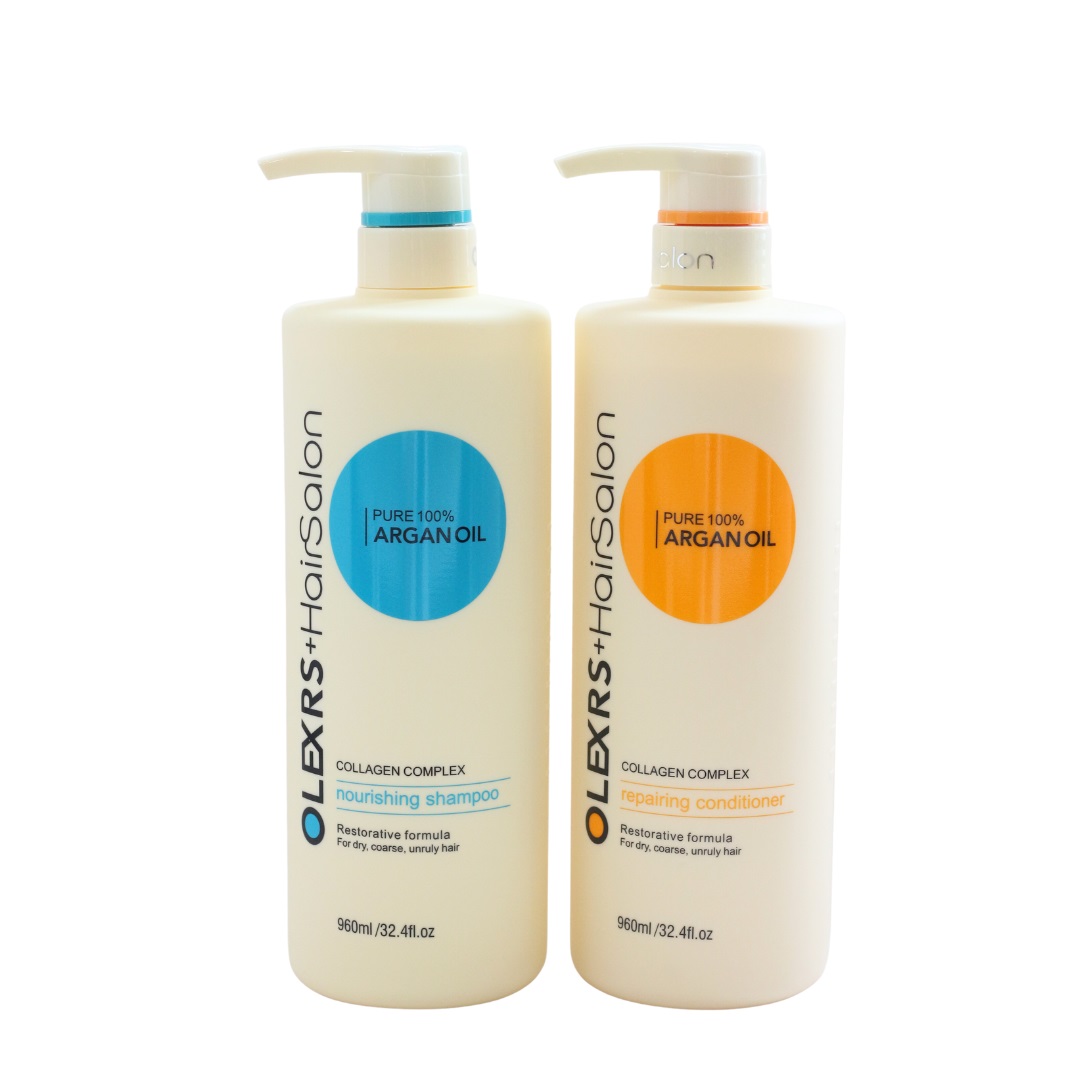 OLEXRS+HairSalon
PURE 100%
ARGAN OIL
COLLAGEN COMPLEX
nourishing shampoo
Restorative formula
For dry, coarse, unruly hair
960ml/32.4fl.oz
OLEXRS+HairSalon
PURE 100%
ARGAN OIL
COLLAGEN COMPLEX
repairing conditioner
Restorative formula
For dry, coarse, unruly hair
960ml/32.4fl.oz